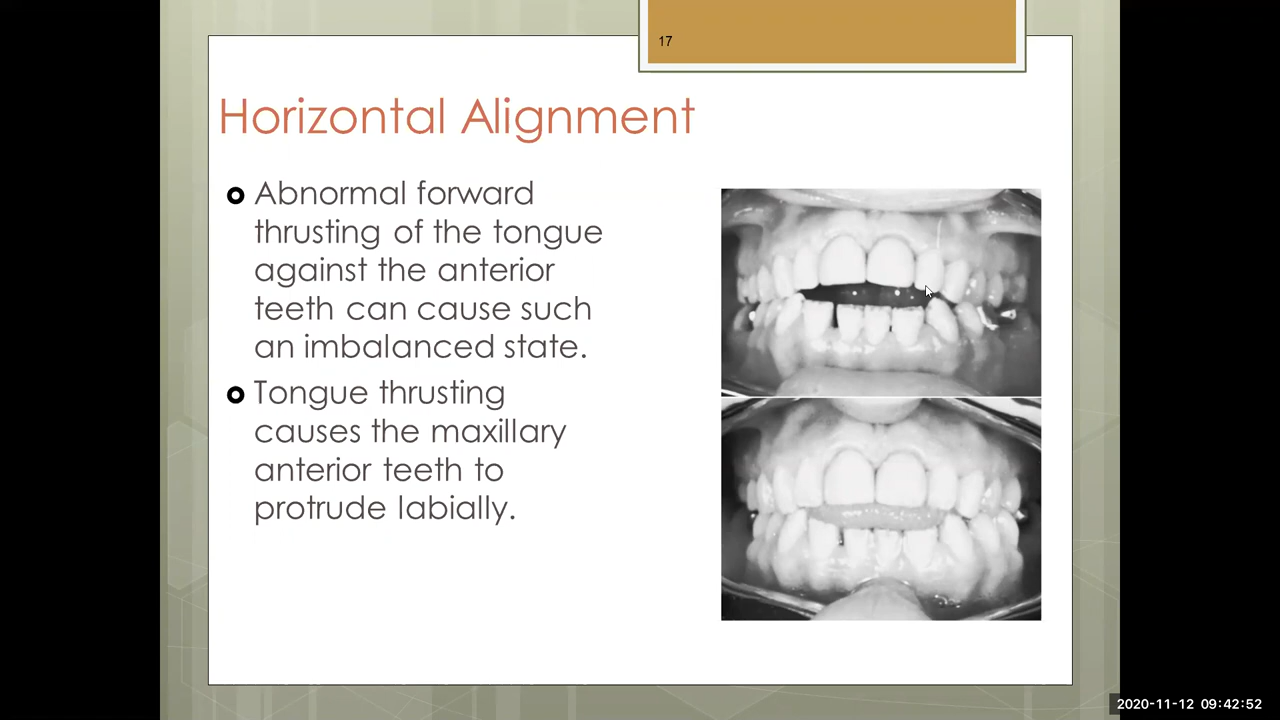 17
Horizontal Alignment
Abnormal forward
thrusting of the tongue
against the anterior
teeth can cause such
an imbalanced state.
Tongue thrusting
causes the maxillary
anterior teeth to
protrude labially.
2020-11-12 09:42:52